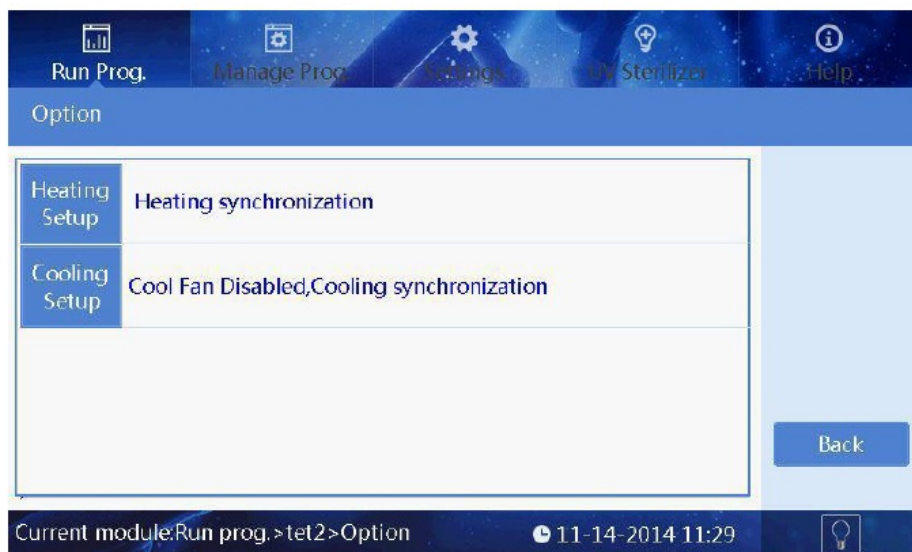 Run Prog.
Manage Prog.
Settings
UV Sterilizer
Help
Option
Heating
Setup
Heating synchronization
Cooling
Setup
Cool Fan Disabled,Cooling synchronization
Back
Current module:Run prog.>tet2>Option
11-14-2014 11:29